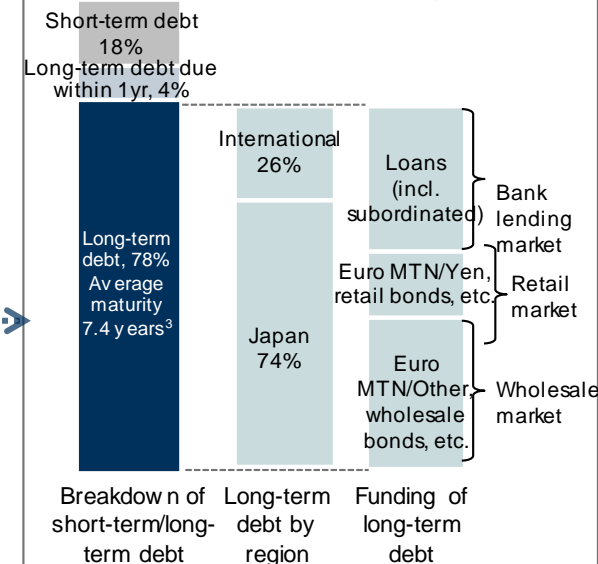 Short-term debt
18%
Long-term debt due
within 1yr, 4%
Long-term
debt, 78%
Average
maturity
7.4 years3
International
26%
Japan
74%
Loans
(incl.
subordinated)
Euro MTN/Yen,
retail bonds, etc.
Euro
MTN/Other,
wholesale
bonds, etc.
Bank
lending
market
Retail
market
Wholesale
market
Breakdown of
short-term/long-
term debt
Long-term
debt by
region
Funding of
long-term
debt